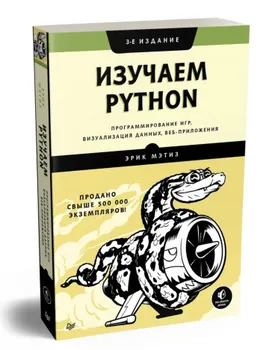 3-Е ИЗДАНИЕ
ИЗУЧАЕМ
PYTHON
ПРОГРАММИРОВАНИЕ ИГР,
ВИЗУАЛИЗАЦИЯ ДАННЫХ, ВЕБ-ПРИЛОЖЕНИЯ
ЭРИК МЭТИЗ
ПРОДАНО
СВЫШЕ 500 000
ЭКЗЕМПЛЯРОВ!